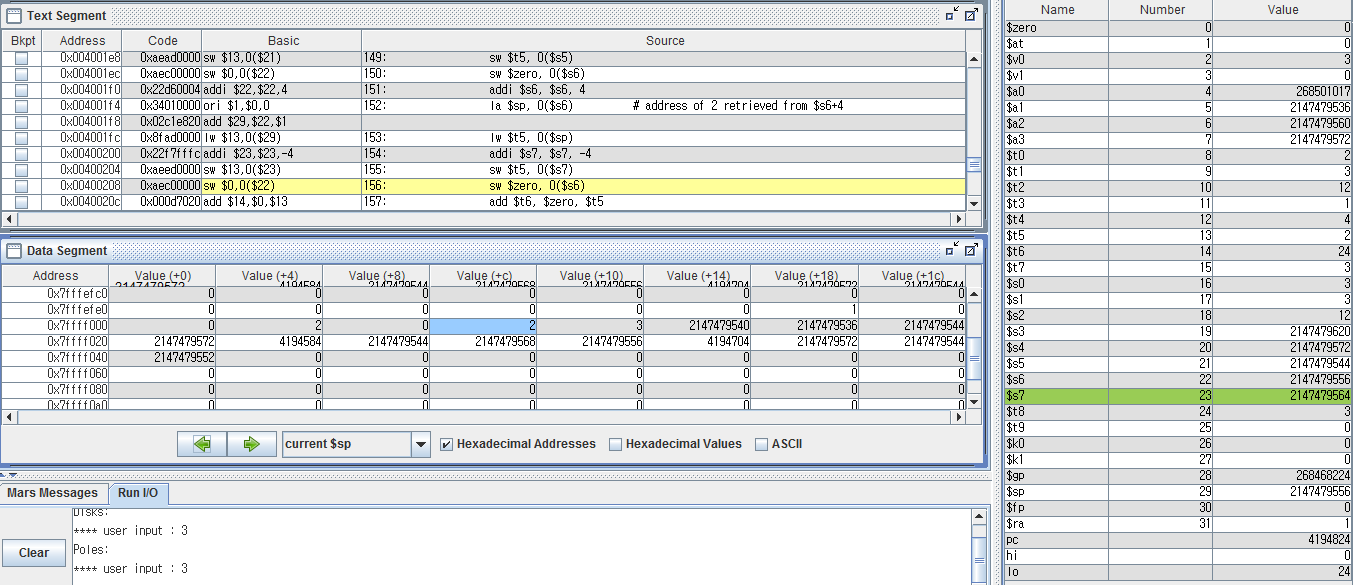 Text Segment
Bkpt Address Code Basic Source
0x004001e8 0xaead0000 sw $13,0($21) 149: sw $t5, 0($s5)
0x004001ec 0xaec00000 sw $0,0($22) 150: sw $zero, 0($s6)
0x004001f0 0x22d60004 addi $22,$22,4 151: addi $s6, $s6, 4
0x004001f4 0x34010000 ori $1,$0,0 152: la $sp, 0($s6) # address of 2 retrieved from $s6+4
0x004001f8 0x02c1e820 add $29,$22,$1
0x004001fc 0x8fad0000 lw $13,0($29) 153: lw $t5, 0($sp)
0x00400200 0x22f7fffc addi $23,$23,-4 154: addi $s7, $s7, -4
0x00400204 0xaeed0000 sw $13,0($23) 155: sw $t5, 0($s7)
0x00400208 0xaec00000 sw $0,0($22) 156: sw $zero, 0($s6)
0x0040020c 0x000d7020 add $14,$0,$13 157: add $t6, $zero, $t5
Data Segment
Address Value (+0) Value (+4) Value (+8) Value (+c) Value (+10) Value (+14) Value (+18) Value (+1c)
0x7fffefc0 0 0 0 0 0 0 0 0
0x7fffefe0 0 0 0 0 0 0 1 0
0x7ffff000 0 2 0 2 3 2147479540 2147479536 2147479544
0x7ffff020 2147479572 4194584 2147479544 2147479568 2147479556 4194704 2147479572 2147479544
0x7ffff040 2147479552 0 0 0 0 0 0 0
0x7ffff060 0 0 0 0 0 0 0 0
0x7ffff080 0 0 0 0 0 0 0 0
0x7ffff0a0 0 0 0 0 0 0 0 0
current $sp Hexadecimal Addresses Hexadecimal Values ASCII
Mars Messages Run I/O
Disks:
**** user input : 3
Poles:
**** user input : 3
Clear
Name Number Value
$zero 0 0
$at 1 0
$v0 2 3
$v1 3 0
$a0 4 268501017
$a1 5 2147479536
$a2 6 2147479560
$a3 7 2147479572
$t0 8 2
$t1 9 3
$t2 10 12
$t3 11 1
$t4 12 4
$t5 13 2
$t6 14 24
$t7 15 3
$s0 16 3
$s1 17 3
$s2 18 12
$s3 19 2147479620
$s4 20 2147479572
$s5 21 2147479544
$s6 22 2147479556
$s7 23 2147479564
$t8 24 3
$t9 25 0
$k0 26 0
$k1 27 0
$gp 28 268468224
$sp 29 2147479556
$fp 30 0
$ra 31 1
pc 4194824
hi 0
lo 24